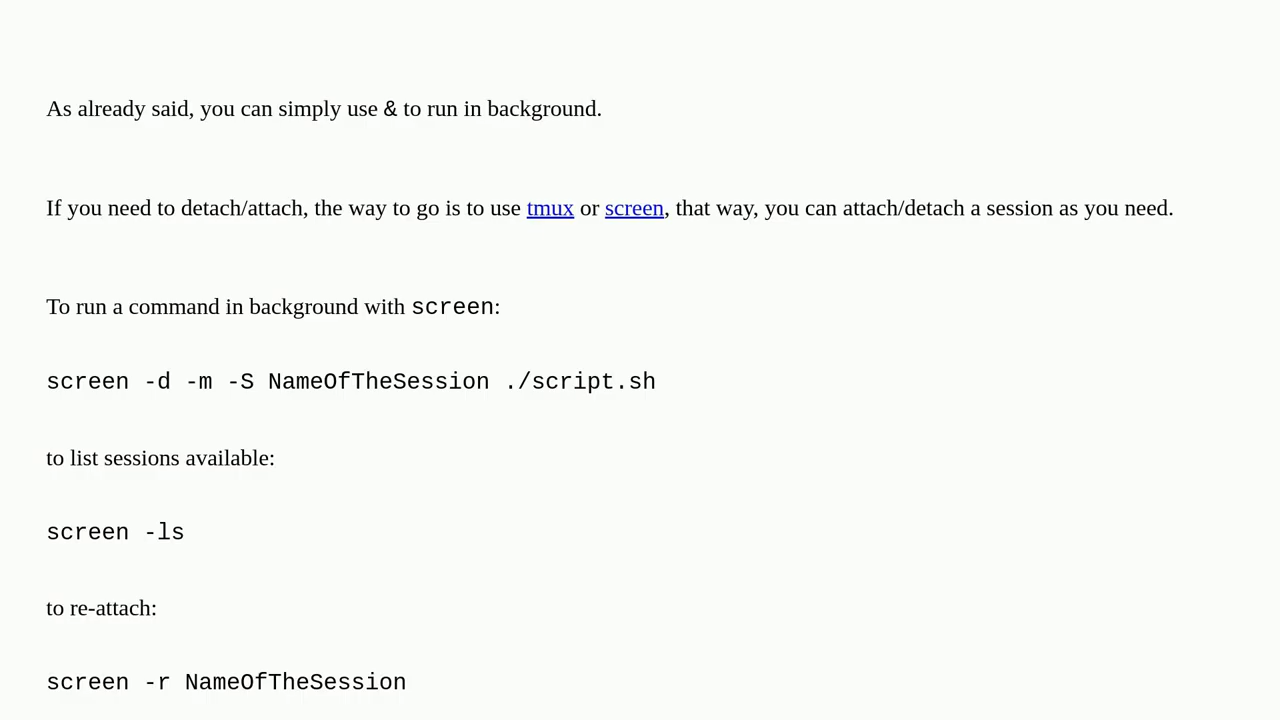 As already said, you can simply use & to run in background.
If you need to detach/attach, the way to go is to use tmux or screen, that way, you can attach/detach a session as you need.
To run a command in background with screen:
screen -d -m -S NameOfTheSession ./script.sh
to list sessions available:
screen -ls
to re-attach:
screen -r NameOfTheSession